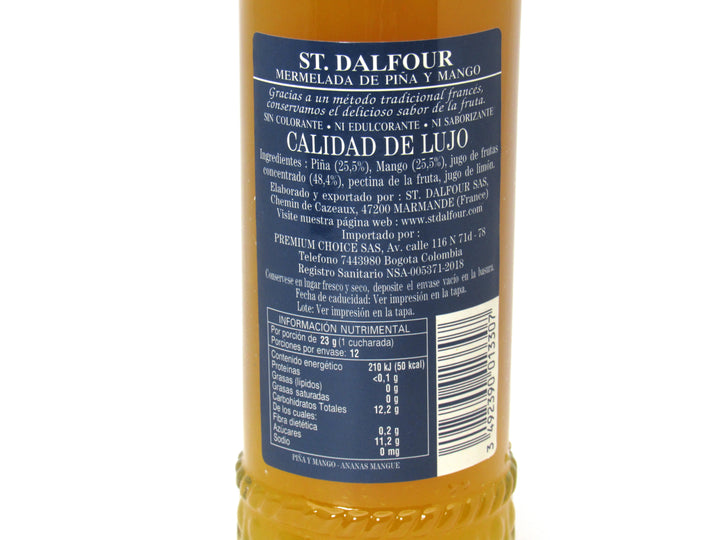 ST. DALFOUR
MERMELADA DE PIÑA Y MANGO
Gracias a un método tradicional francés,
conservamos el delicioso sabor de la fruta.
SIN COLORANTE • NI EDULCORANTE • NI SABORIZANTE
CALIDAD DE LUJO
Ingredientes : Piña (25,5%), Mango (25,5%), jugo de frutas
concentrado (48,4%), pectina de la fruta, jugo de limón.
Elaborado y exportado por : ST. DALFOUR SAS,
Chemin de Cazeaux, 47200 MARMANDE (France)
Visite nuestra página web : www.stdalfour.com
Importado por :
PREMIUM CHOICE SAS, Av. calle 116 N 71d - 78
Telefono 7443980 Bogota Colombia
Registro Sanitario NSA-005371-2018
Conservese en lugar fresco y seco, deposite el envase vacío en la basura.
Fecha de caducidad: Ver impresión en la tapa.
Lote: Ver impresión en la tapa.
INFORMACIÓN NUTRIMENTAL
Por porción de 23 g (1 cucharada)
Porciones por envase: 12
Contenido energético 210 kJ (50 kcal)
Proteinas <0,1 g
Grasas (lípidos) 0 g
Grasas saturadas 0 g
Carbohidratos Totales 12,2 g
De los cuales:
Fibra dietética 0,2 g
Azúcares 11,2 g
Sodio 0 mg
PIÑA Y MANGO - ANANAS MANGUE
3 492390 013307